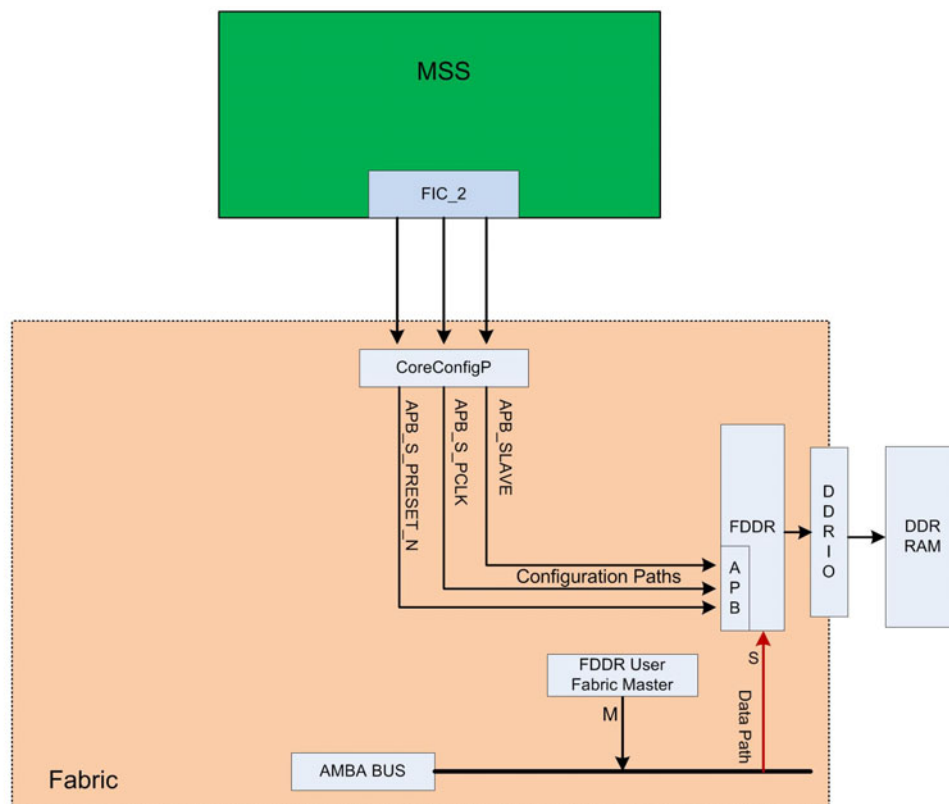 MSS
FIC_2
CoreConfigP
APB_S_PRESET_N
APB_S_PCLK
APB_SLAVE
FDDR
A
P
B
D
D
R
I
O
DDR
RAM
Configuration Paths
FDDR User
Fabric Master
M
S
Data Path
AMBA BUS
Fabric